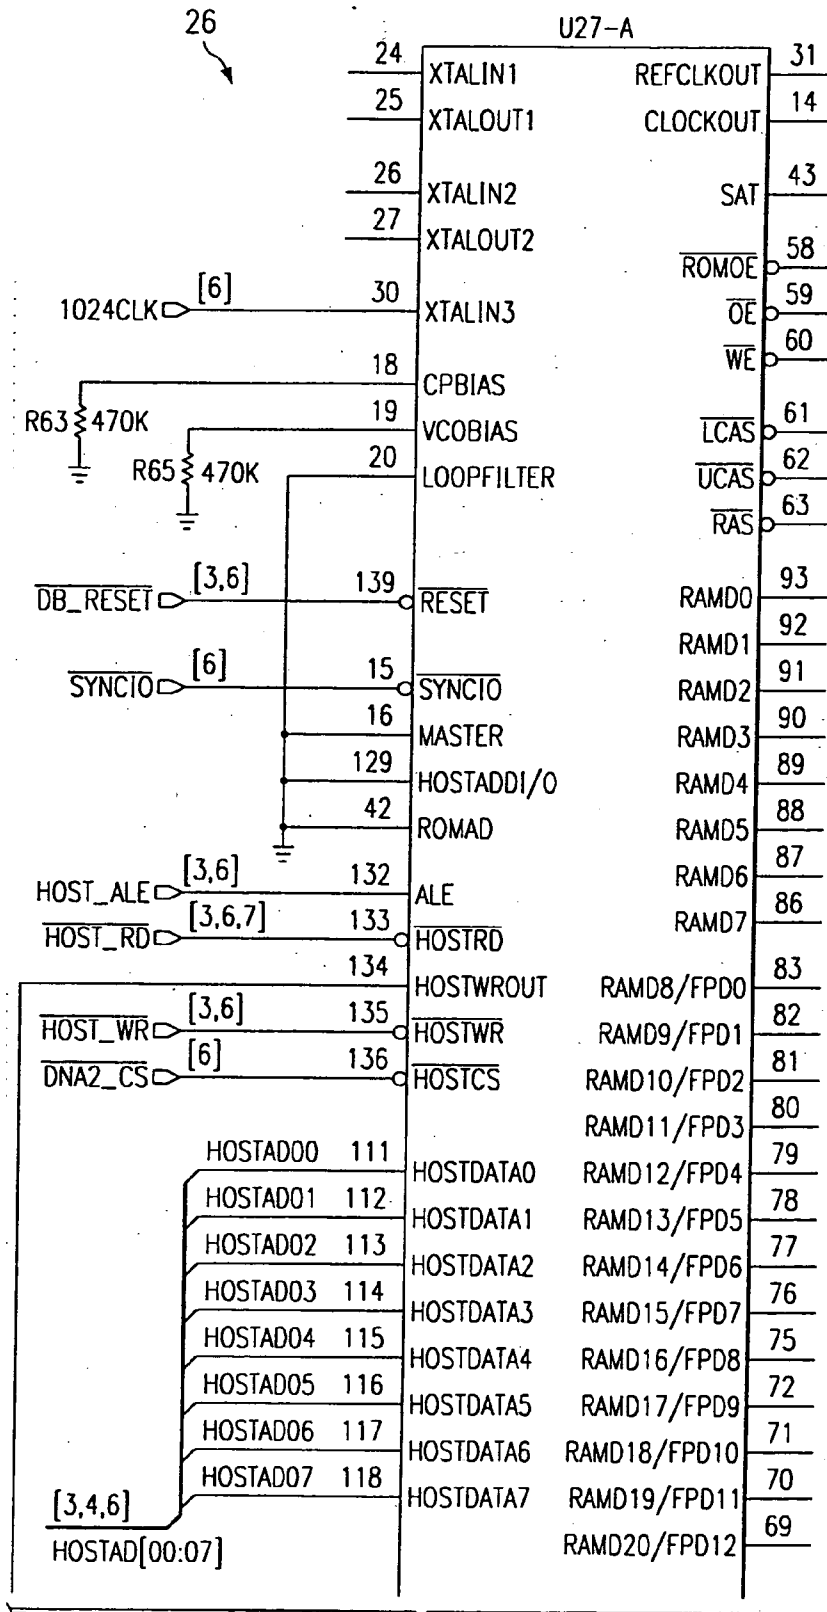 26
U27-A
24 XTALIN1 REFCLKOUT 31
25 XTALOUT1 CLOCKOUT 14
26 XTALIN2 SAT 43
27 XTALOUT2
ROMOE 58
1024CLK [6] 30 XTALIN3 OE 59
WE 60
18 CPBIAS
R63 470K 19 VCOBIAS LCAS 61
R65 470K 20 LOOPFILTER UCAS 62
RAS 63
DB_RESET [3,6] 139 RESET RAMD0 93
RAMD1 92
SYNCIO [6] 15 SYNCIO RAMD2 91
16 MASTER RAMD3 90
129 HOSTADDI/O RAMD4 89
42 ROMAD RAMD5 88
RAMD6 87
HOST_ALE [3,6] 132 ALE
RAMD7 86
HOST_RD [3,6,7] 133 HOSTRD
134 HOSTWROUT RAMD8/FPD0 83
HOST_WR [3,6] 135 HOSTWR RAMD9/FPD1 82
DNA2_CS [6] 136 HOSTCS RAMD10/FPD2 81
RAMD11/FPD3 80
HOSTAD00 111 HOSTDATA0 RAMD12/FPD4 79
HOSTAD01 112 HOSTDATA1 RAMD13/FPD5 78
HOSTAD02 113 HOSTDATA2 RAMD14/FPD6 77
HOSTAD03 114 HOSTDATA3 RAMD15/FPD7 76
HOSTAD04 115 HOSTDATA4 RAMD16/FPD8 75
HOSTAD05 116 HOSTDATA5 RAMD17/FPD9 72
HOSTAD06 117 HOSTDATA6 RAMD18/FPD10 71
HOSTAD07 118 HOSTDATA7 RAMD19/FPD11 70
[3,4,6]
HOSTAD[00:07] RAMD20/FPD12 69